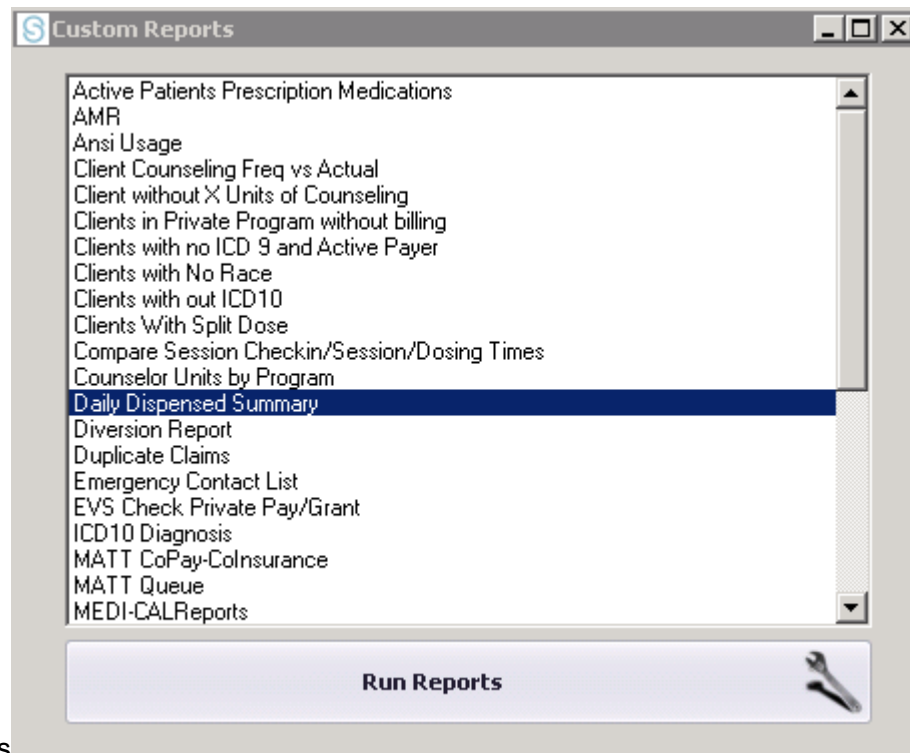 S Custom Reports
Active Patients Prescription Medications
AMR
Ansi Usage
Client Counseling Freq vs Actual
Client without X Units of Counseling
Clients in Private Program without billing
Clients with no ICD 9 and Active Payer
Clients with No Race
Clients with out ICD10
Clients With Split Dose
Compare Session Checkin/Session/Dosing Times
Counselor Units by Program
Daily Dispensed Summary
Diversion Report
Duplicate Claims
Emergency Contact List
EVS Check Private Pay/Grant
ICD10 Diagnosis
MATT CoPay-CoInsurance
MATT Queue
MEDI-CALReports
Run Reports
s